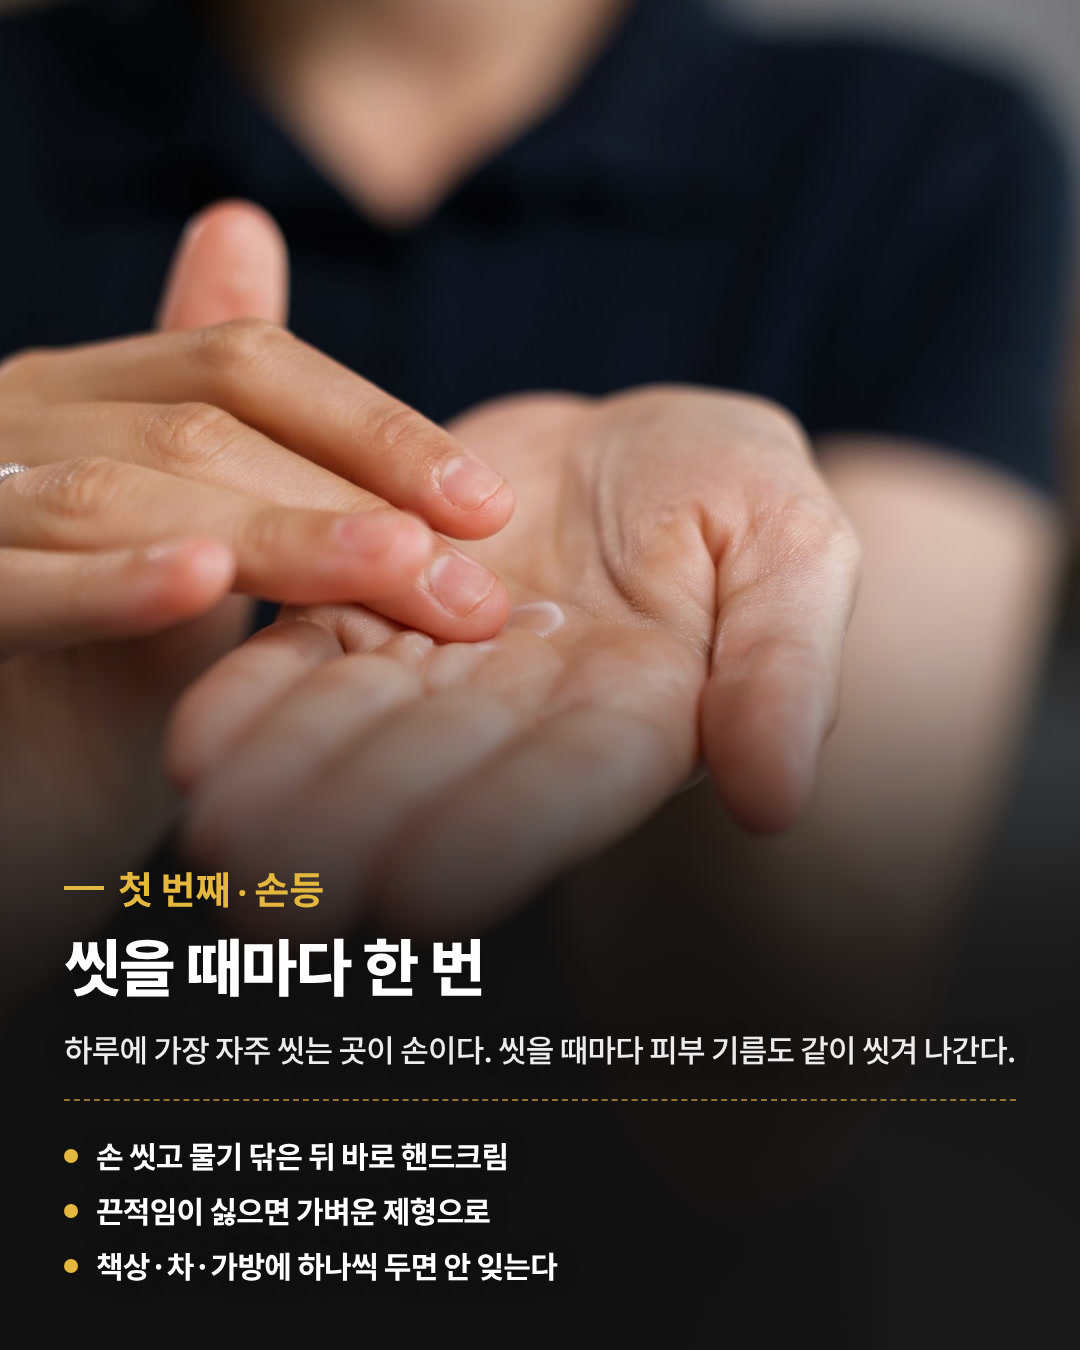 첫 번째 · 손등
씻을 때마다 한 번
하루에 가장 자주 씻는 곳이 손이다. 씻을 때마다 피부 기름도 같이 씻겨 나간다.
손 씻고 물기 닦은 뒤 바로 핸드크림
끈적임이 싫으면 가벼운 제형으로
책상·차·가방에 하나씩 두면 안 잊는다